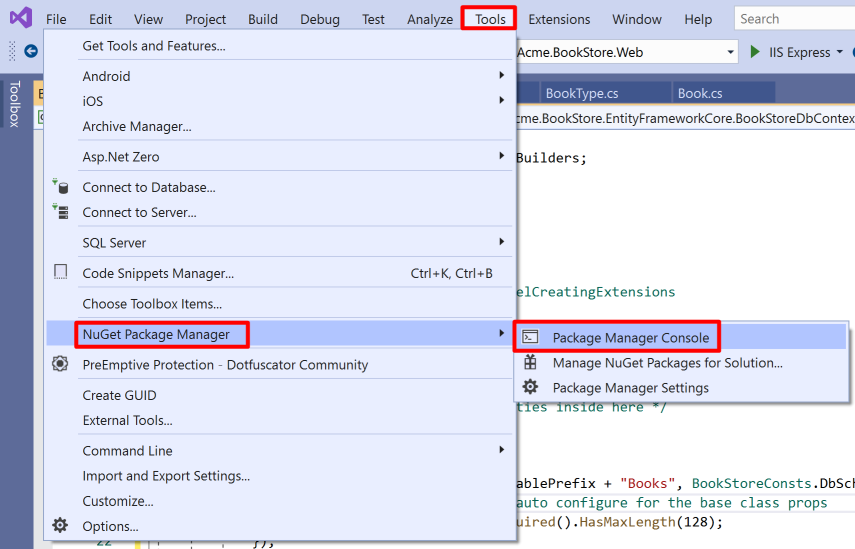 File Edit View Project Build Debug Test Analyze Tools Extensions Window Help Search
Acme.BookStore.Web IIS Express
Toolbox
BookType.cs Book.cs
cme.BookStore.EntityFrameworkCore.BookStoreDbContex
Get Tools and Features...
Android
iOS
Archive Manager...
Asp.Net Zero
Connect to Database...
Connect to Server...
SQL Server
Code Snippets Manager... Ctrl+K, Ctrl+B
Choose Toolbox Items...
NuGet Package Manager
PreEmptive Protection - Dotfuscator Community
Create GUID
External Tools...
Command Line
Import and Export Settings...
Customize...
Options...
Package Manager Console
Manage NuGet Packages for Solution...
Package Manager Settings
Builders;
elCreatingExtensions
ties inside here */
ablePrefix + "Books", BookStoreConsts.DbSch
auto configure for the base class props
uired().HasMaxLength(128);
22 });